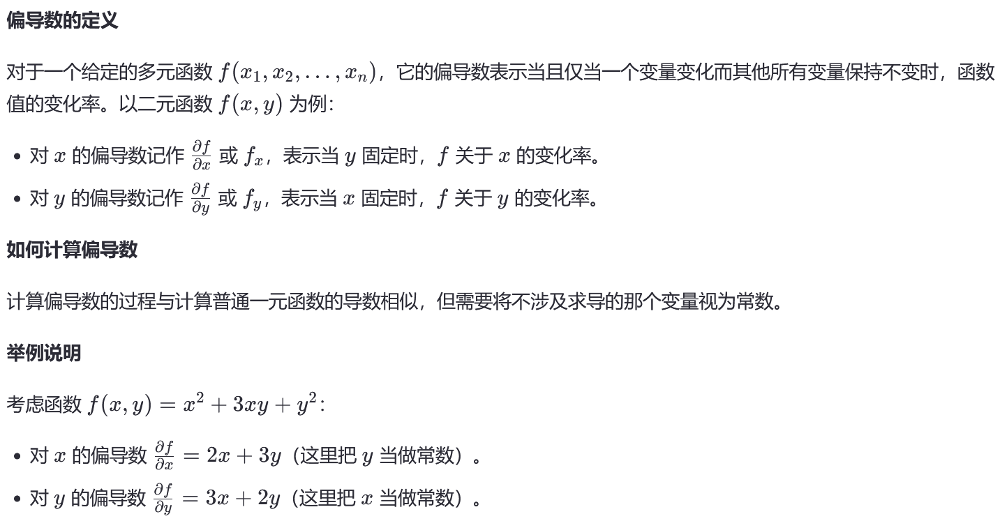 偏导数的定义
对于一个给定的多元函数 f(x₁, x₂, . . . , xₙ)，它的偏导数表示当且仅当一个变量变化而其他所有变量保持不变时，函数
值的变化率。以二元函数 f(x, y) 为例：
• 对 x 的偏导数记作 ∂f/∂x 或 fₓ，表示当 y 固定时，f 关于 x 的变化率。
• 对 y 的偏导数记作 ∂f/∂y 或 f_y，表示当 x 固定时，f 关于 y 的变化率。
如何计算偏导数
计算偏导数的过程与计算普通一元函数的导数相似，但需要将不涉及求导的那个变量视为常数。
举例说明
考虑函数 f(x, y) = x² + 3xy + y²：
• 对 x 的偏导数 ∂f/∂x = 2x + 3y（这里把 y 当做常数）。
• 对 y 的偏导数 ∂f/∂y = 3x + 2y（这里把 x 当做常数）。